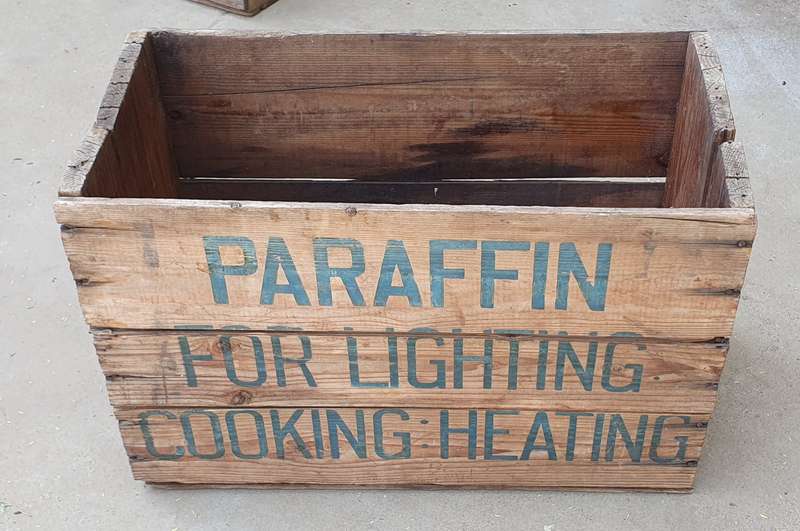 PARAFFIN
FOR LIGHTING
COOKING : HEATING